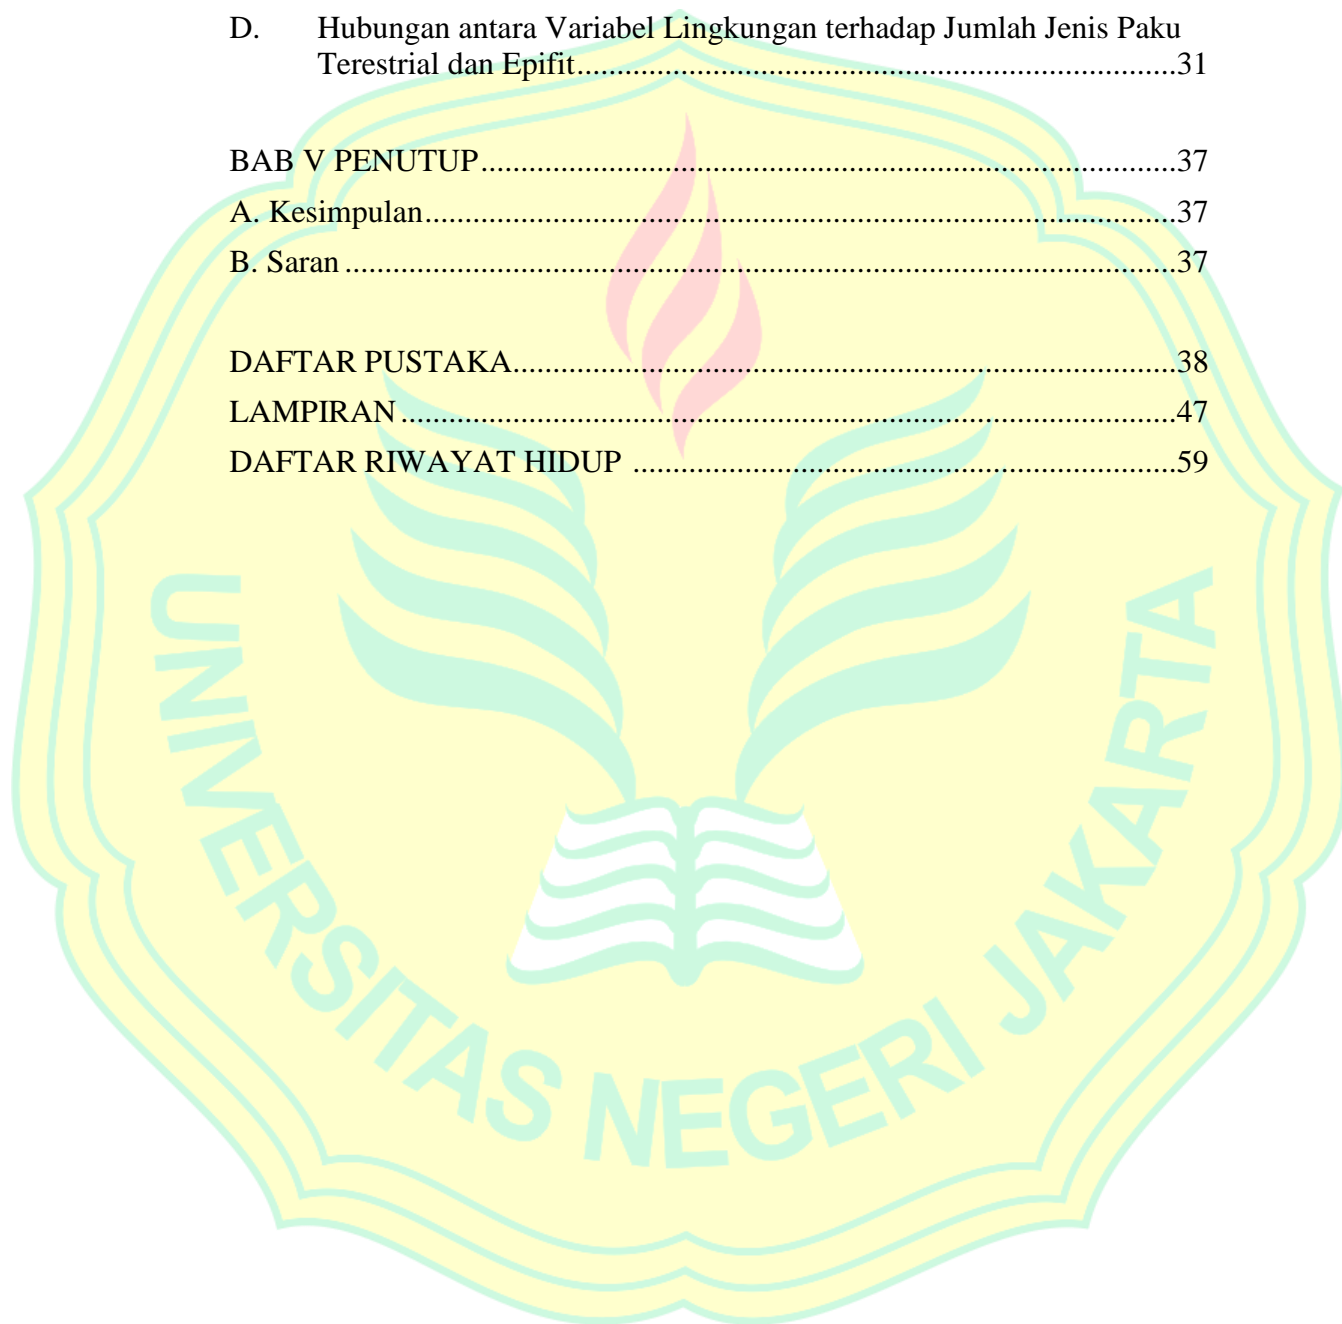 D. Hubungan antara Variabel Lingkungan terhadap Jumlah Jenis Paku
Terestrial dan Epifit..........................................................................31
BAB V PENUTUP......................................................................................37
A. Kesimpulan.............................................................................................37
B. Saran.......................................................................................................37
DAFTAR PUSTAKA..................................................................................38
LAMPIRAN................................................................................................47
DAFTAR RIWAYAT HIDUP ...................................................................59
UNIVERSITAS NEGERI JAKARTA